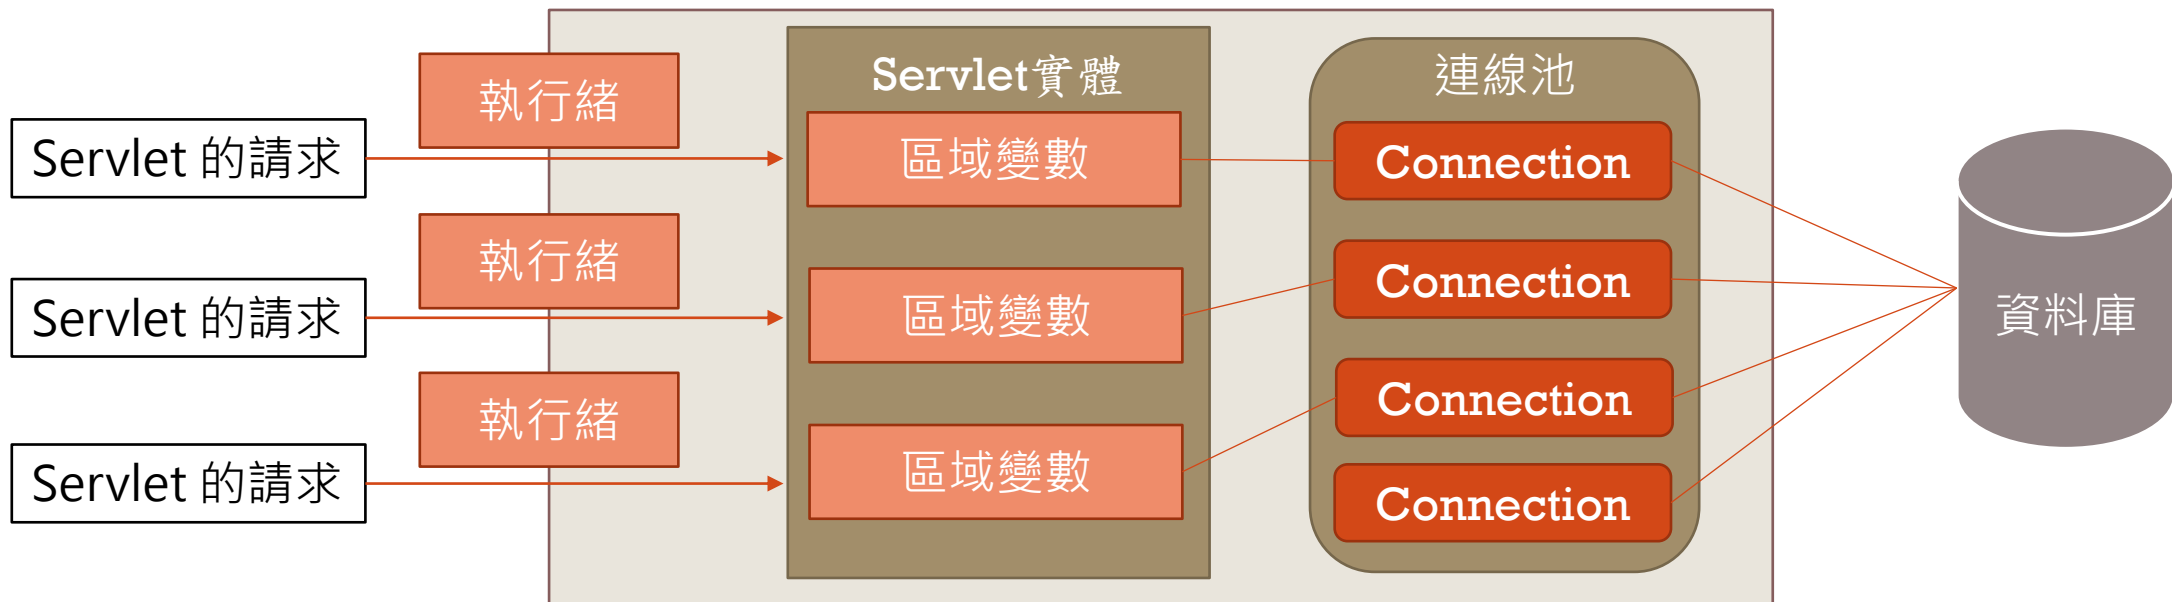 Servlet 的請求
執行緒
Servlet 的請求
執行緒
Servlet 的請求
執行緒
Servlet實體
區域變數
區域變數
區域變數
連線池
Connection
Connection
Connection
Connection
資料庫